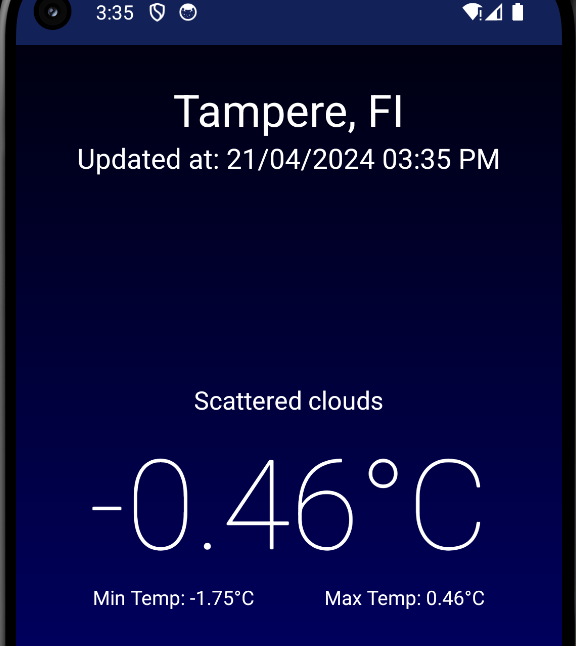 3:35
Tampere, FI
Updated at: 21/04/2024 03:35 PM
Scattered clouds
-0.46°C
Min Temp: -1.75°C Max Temp: 0.46°C